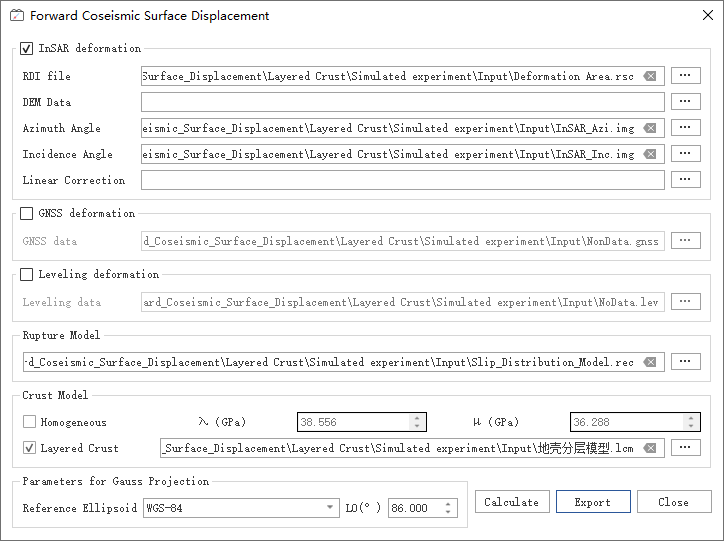 Forward Coseismic Surface Displacement
InSAR deformation
RDI file Surface_Displacement\Layered Crust\Simulated experiment\Input\Deformation Area.rsc ...
DEM Data ...
Azimuth Angle eismic_Surface_Displacement\Layered Crust\Simulated experiment\Input\InSAR_Azi.img ...
Incidence Angle eismic_Surface_Displacement\Layered Crust\Simulated experiment\Input\InSAR_Inc.img ...
Linear Correction ...
GNSS deformation
GNSS data d_Coseismic_Surface_Displacement\Layered Crust\Simulated experiment\Input\NonData.gnss ...
Leveling deformation
Leveling data ard_Coseismic_Surface_Displacement\Layered Crust\Simulated experiment\Input\NoData.lev ...
Rupture Model
d_Coseismic_Surface_Displacement\Layered Crust\Simulated experiment\Input\Slip_Distribution_Model.rec ...
Crust Model
Homogeneous λ (GPa) 38.556 μ (GPa) 36.288
Layered Crust _Surface_Displacement\Layered Crust\Simulated experiment\Input\地壳分层模型.lcm ...
Parameters for Gauss Projection
Reference Ellipsoid WGS-84 L0(°) 86.000
Calculate Export Close